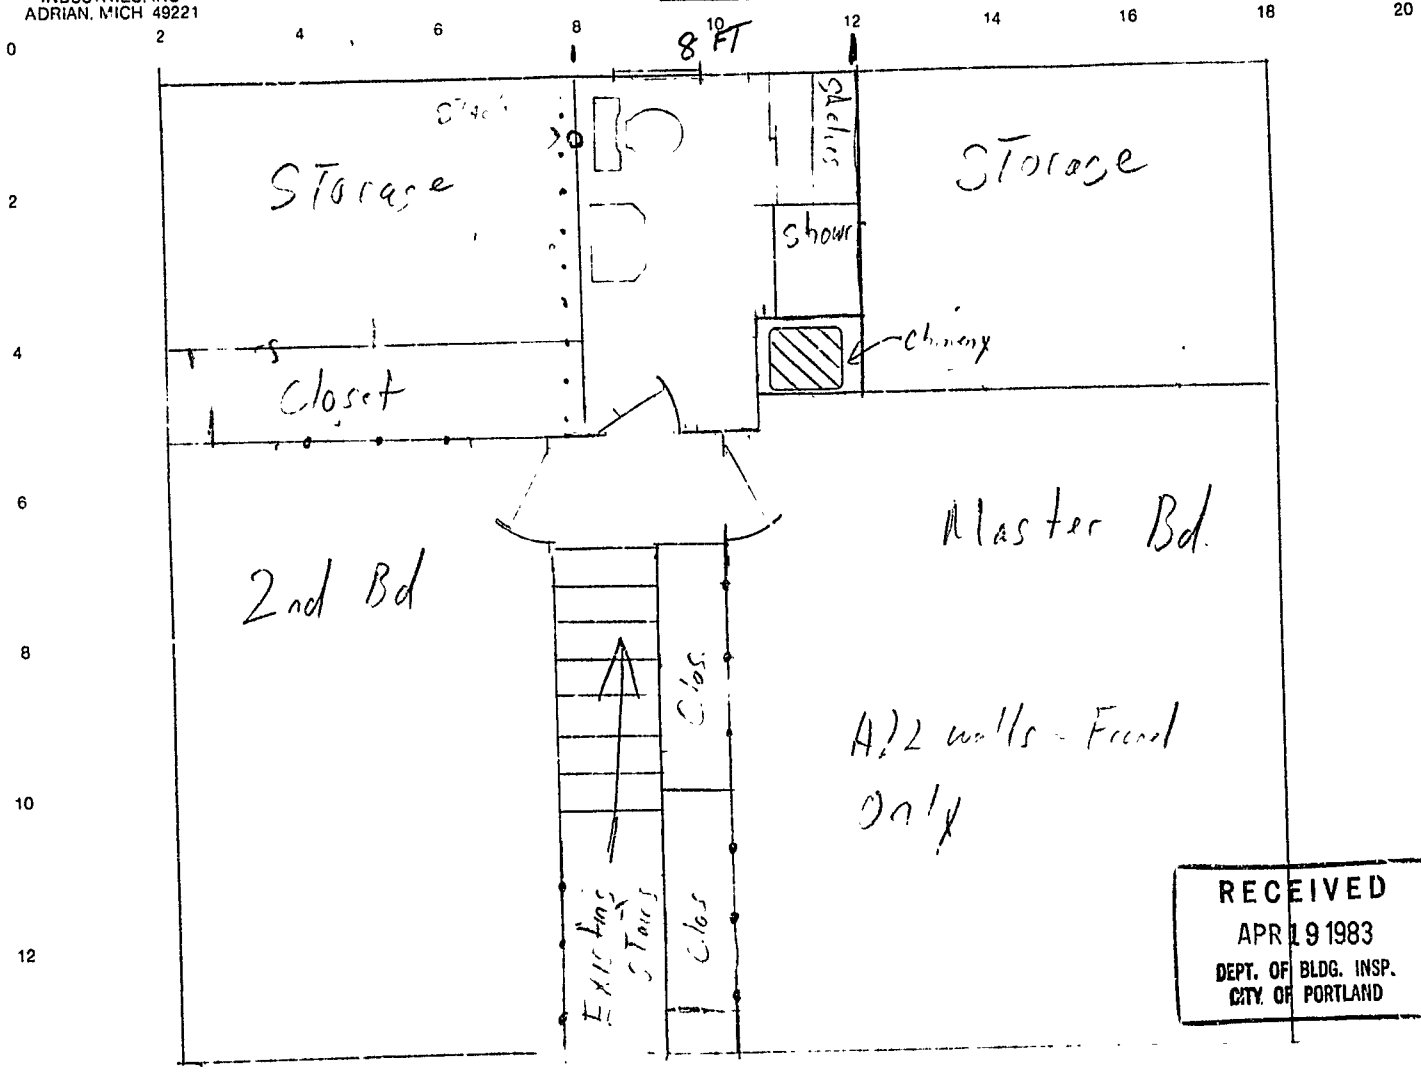 ADRIAN, MICH 49221
0 2 4 6 8 10 12 14 16 18 20
8 FT
Storage
Shelves
Storage
2
Showr
4
Chimny
Closet
6
Master Bd.
2nd Bd
8
Clos.
All walls - Framd
Only
10
Existing
Stairs
Clos
12
RECEIVED
APR 19 1983
DEPT. OF BLDG. INSP.
CITY OF PORTLAND